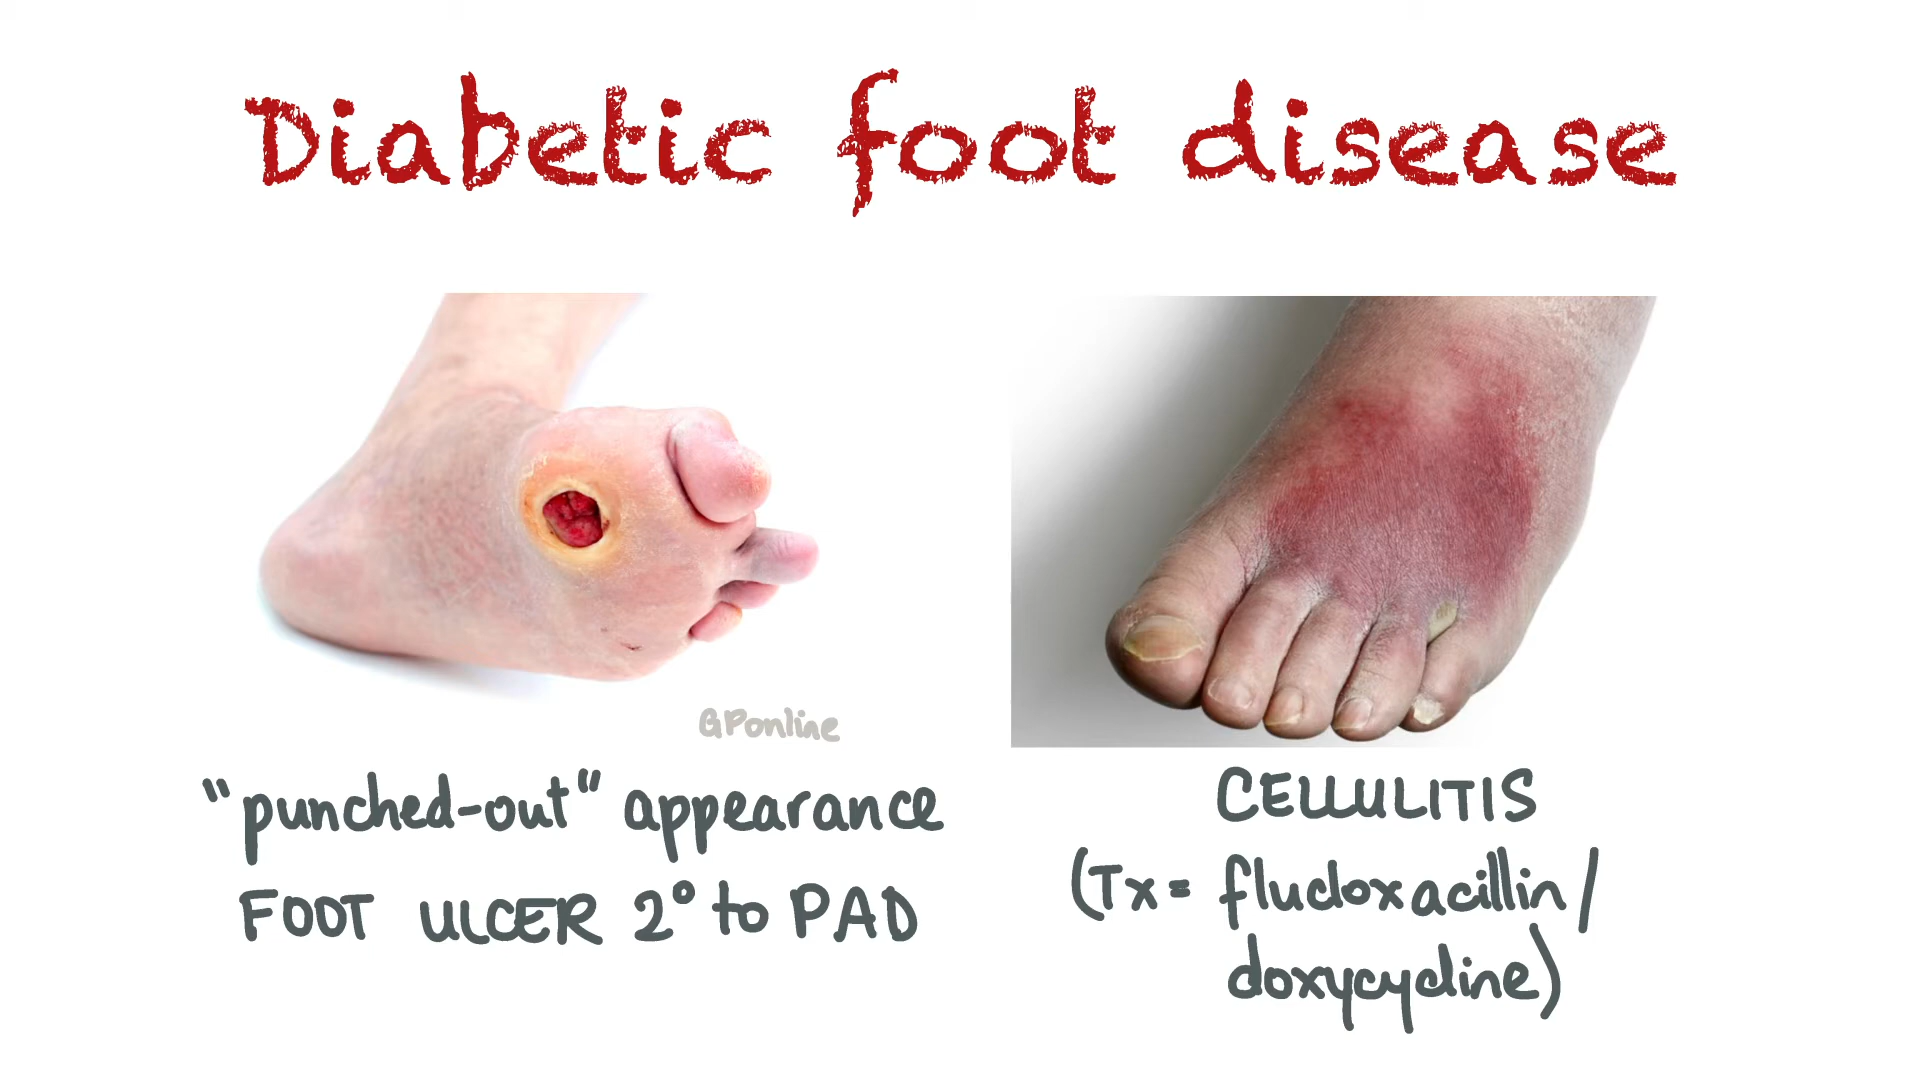 Diabetic foot disease
GPonline
"punched-out" appearance
FOOT ULCER 2° to PAD
CELLULITIS
(Tx = flucloxacillin/
doxycycline)